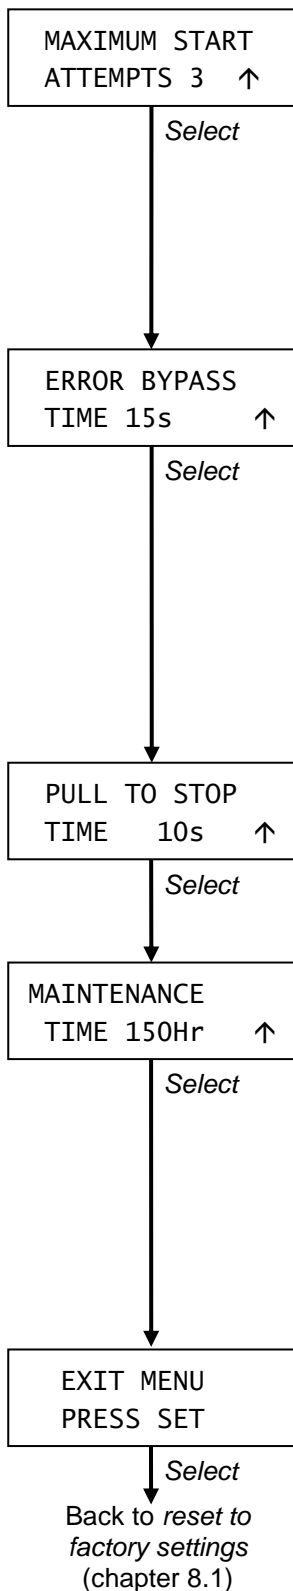 MAXIMUM START
ATTEMPTS 3 ↑
Select
ERROR BYPASS
TIME 15s ↑
Select
PULL TO STOP
TIME 10s ↑
Select
MAINTENANCE
TIME 150Hr ↑
Select
EXIT MENU
PRESS SET
Select
Back to reset to
factory settings
(chapter 8.1)